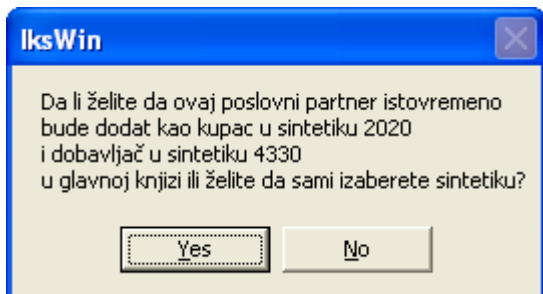 IksWin
Da li želite da ovaj poslovni partner istovremeno
bude dodat kao kupac u sintetiku 2020
i dobavljač u sintetiku 4330
u glavnoj knjizi ili želite da sami izaberete sintetiku?
Yes No